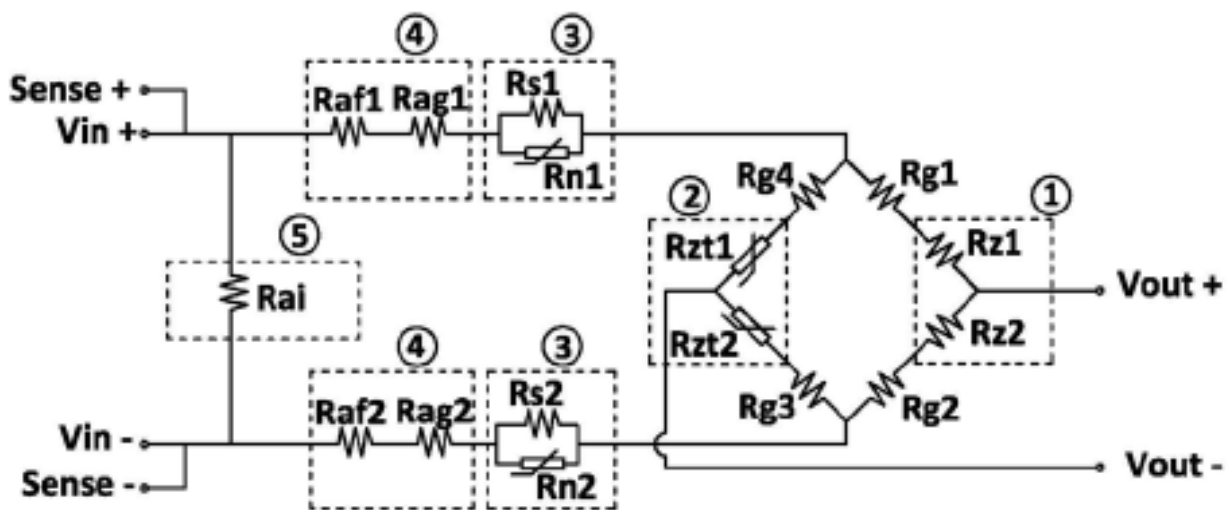 ④ ③
Sense +
Raf1 Rag1
Rs1
Vin +
Rn1
Rg4 Rg1
② ①
⑤
Rzt1
Rz1
Rai
Vout +
Rzt2
Rz2
④ ③
Rs2
Raf2 Rag2
Rg3 Rg2
Vin -
Rn2
Vout -
Sense -